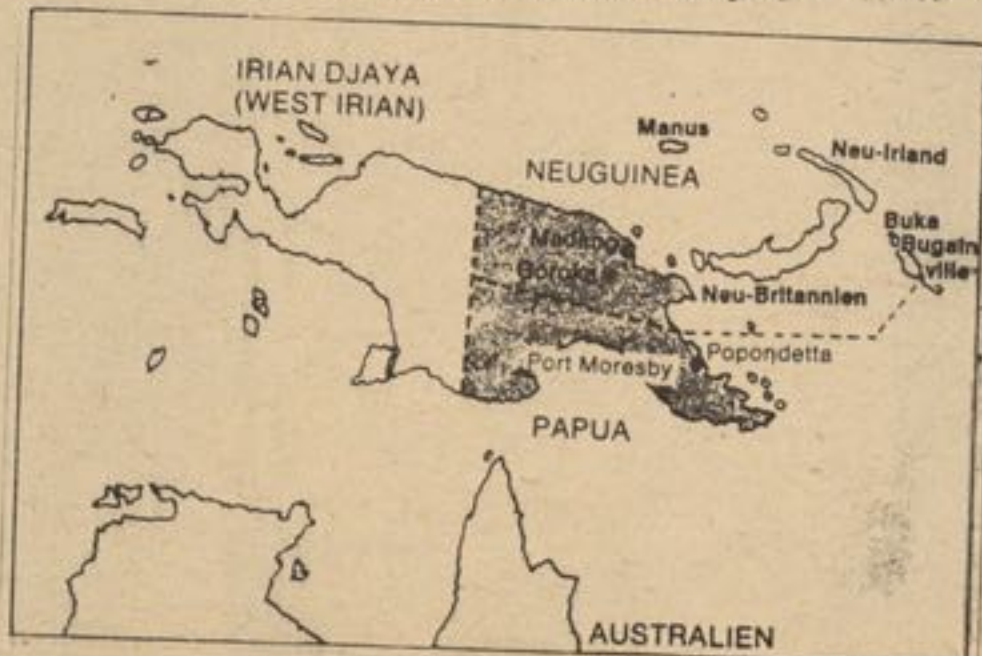 IRIAN DJAYA
(WEST IRIAN)
Manus
NEUGUINEA
Neu-Irland
Buka
Bugain
ville
Madang
Goroka
Neu-Britannien
Port Moresby
Popondetta
PAPUA
AUSTRALIEN